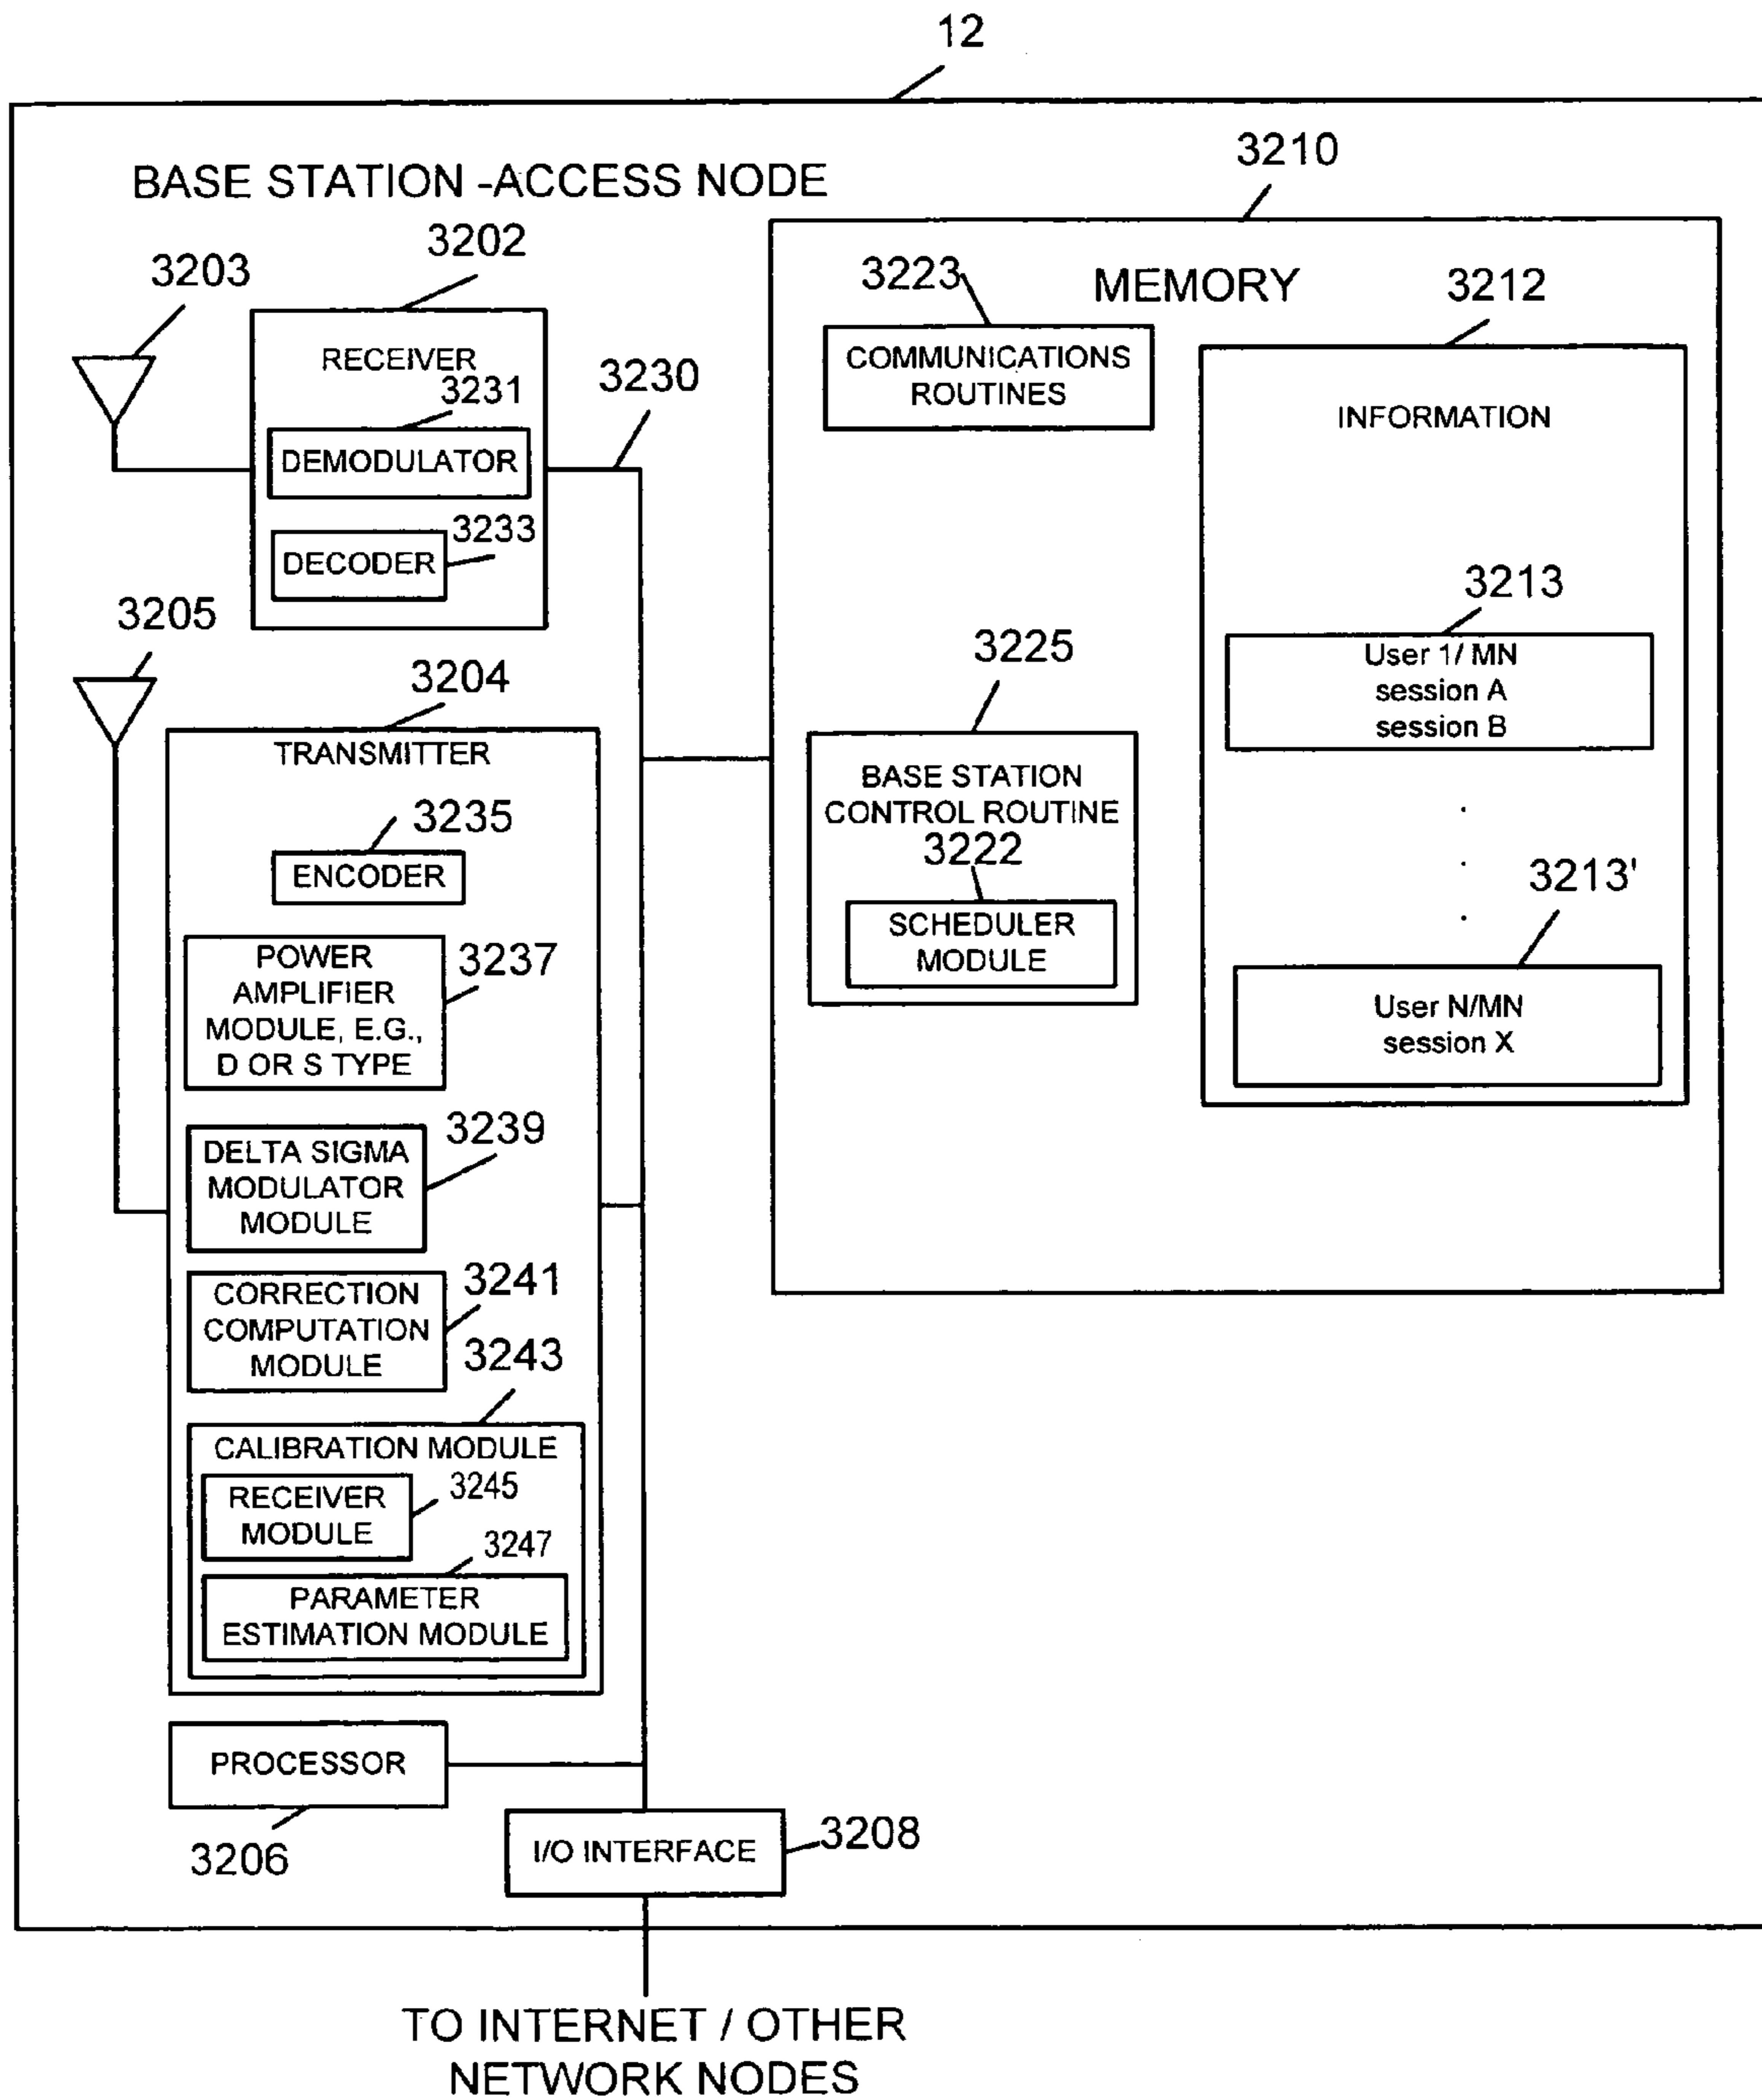 12
BASE STATION -ACCESS NODE
3210
3202
3203
3223
MEMORY
3212
RECEIVER
3231
3230
COMMUNICATIONS
ROUTINES
INFORMATION
DEMODULATOR
3233
DECODER
3205
3213
User 1/ MN
session A
session B
3225
3204
TRANSMITTER
BASE STATION
CONTROL ROUTINE
3222
3235
ENCODER
.
.
.
3213'
SCHEDULER
MODULE
POWER
AMPLIFIER
MODULE, E.G.,
D OR S TYPE
3237
User N/MN
session X
DELTA SIGMA
MODULATOR
MODULE
3239
CORRECTION
COMPUTATION
MODULE
3241
3243
CALIBRATION MODULE
RECEIVER
MODULE
3245
3247
PARAMETER
ESTIMATION MODULE
PROCESSOR
3206
I/O INTERFACE
3208
TO INTERNET / OTHER
NETWORK NODES